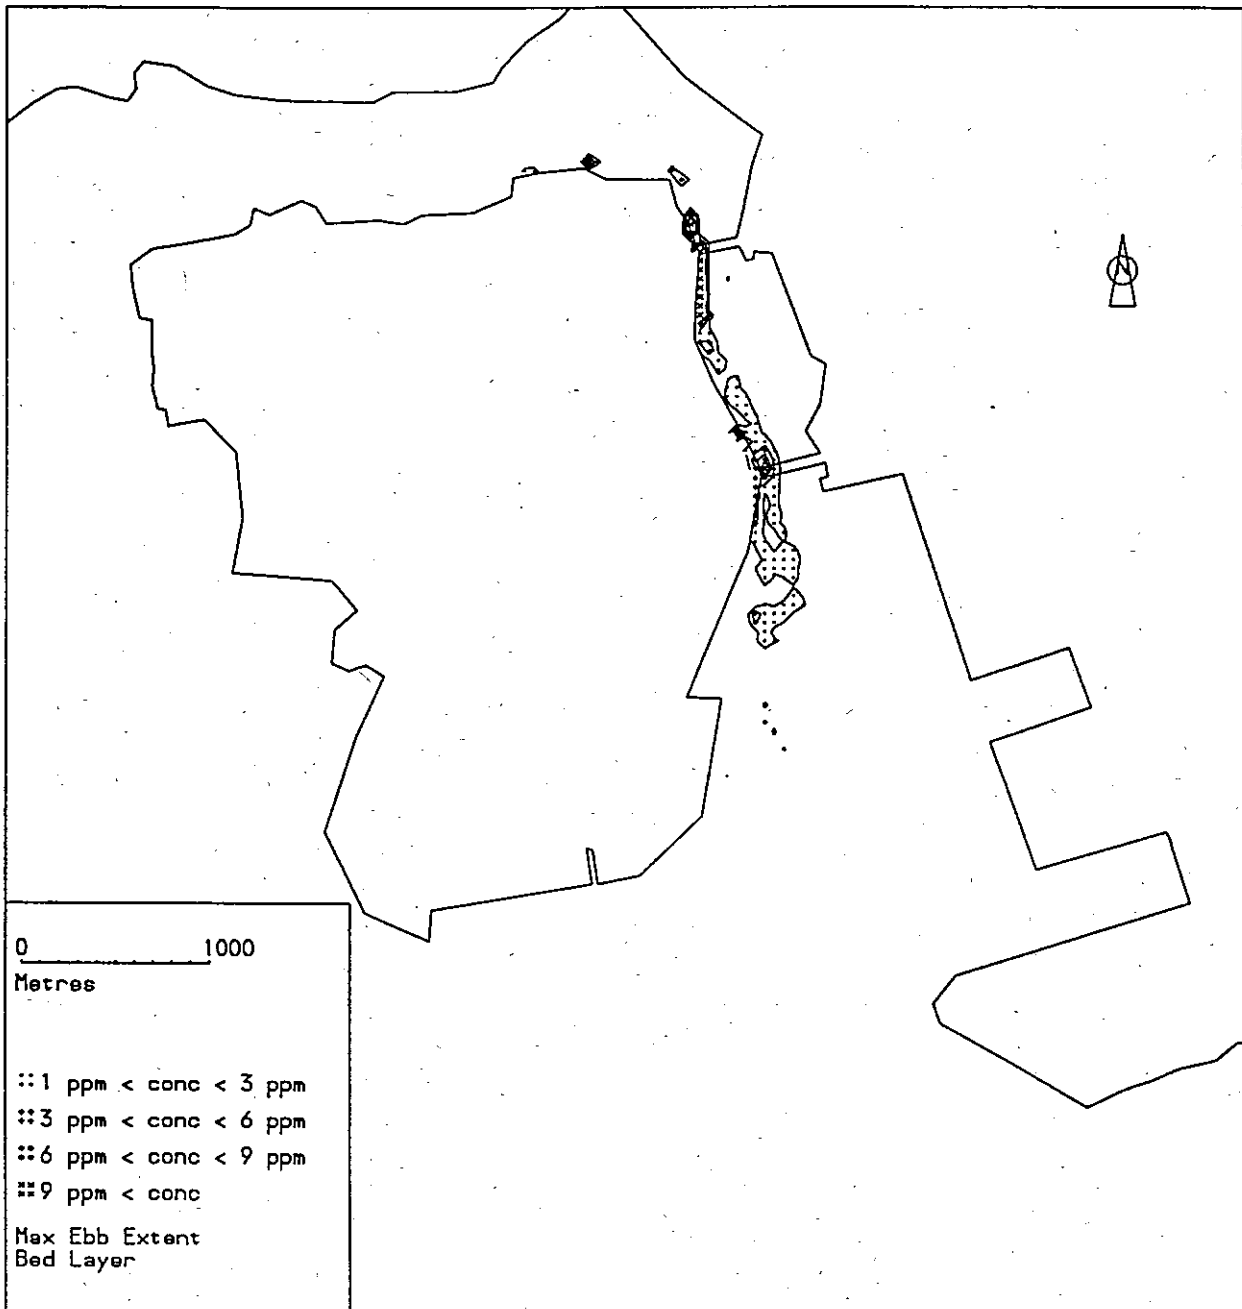 0 1000
Metres
1 ppm < conc < 3 ppm
3 ppm < conc < 6 ppm
6 ppm < conc < 9 ppm
9 ppm < conc
Max Ebb Extent
Bed Layer